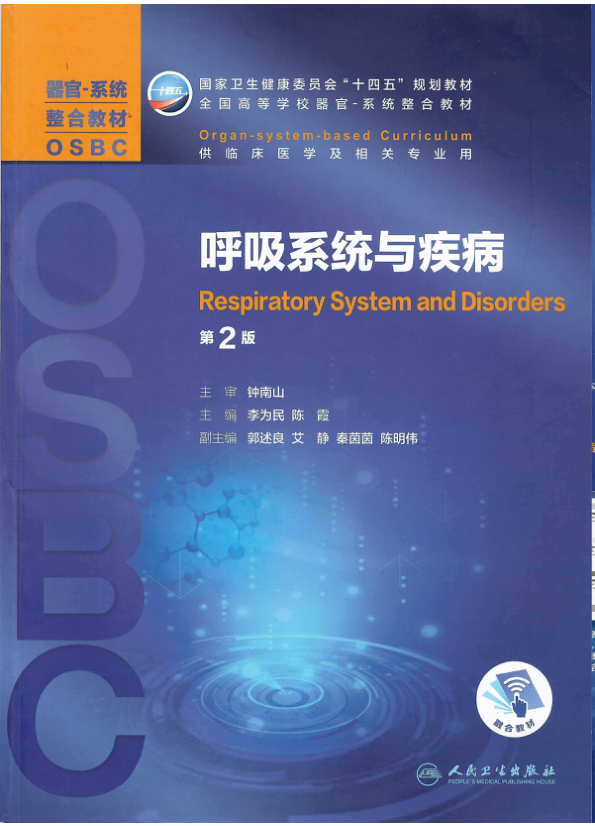 器官-系统
整合教材
OSBC
十四五
国家卫生健康委员会“十四五”规划教材
全国高等学校器官-系统整合教材
Organ-system-based Curriculum
供临床医学及相关专业用
OSBC
呼吸系统与疾病
Respiratory System and Disorders
第2版
主 审 钟南山
主 编 李为民 陈 霞
副主编 郭述良 艾 静 秦茵茵 陈明伟
融合教材
人民卫生出版社
PEOPLE'S MEDICAL PUBLISHING HOUSE